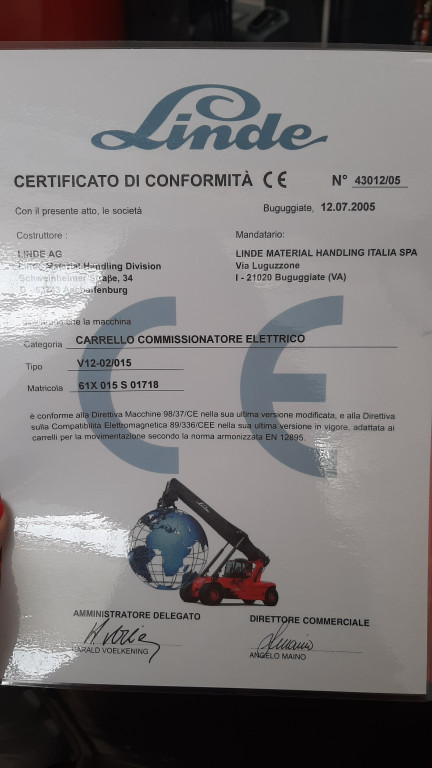 Linde
CERTIFICATO DI CONFORMITÀ CE N° 43012/05
Con il presente atto, le società Buguggiate, 12.07.2005
Costruttore : Mandatario:
LINDE AG LINDE MATERIAL HANDLING ITALIA SPA
Linde Material Handling Division Via Luguzzone
Schweinheimer Straße, 34 I - 21020 Buguggiate (VA)
Aschaffenburg
che la macchina
Categoria CARRELLO COMMISSIONATORE ELETTRICO
Tipo V12-02/015
Matricola 61X 015 S 01718
è conforme alla Direttiva Macchine 98/37/CE nella sua ultima versione modificata, e alla Direttiva
sulla Compatibilità Elettromagnetica 89/336/CEE nella sua ultima versione in vigore, adattata ai
carrelli per la movimentazione secondo la norma armonizzata EN 12895.
CE
Linde
AMMINISTRATORE DELEGATO DIRETTORE COMMERCIALE
HARALD VOELKENING ANGELO MAINO